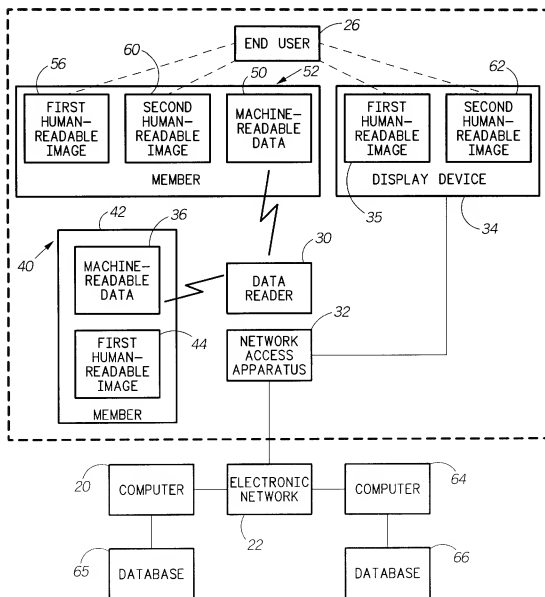 26
END USER
56
60
50
52
62
FIRST
HUMAN-
READABLE
IMAGE
SECOND
HUMAN-
READABLE
IMAGE
MACHINE-
READABLE
DATA
MEMBER
FIRST
HUMAN-
READABLE
IMAGE
SECOND
HUMAN-
READABLE
IMAGE
DISPLAY DEVICE
35
34
42
36
40
MACHINE-
READABLE
DATA
30
DATA
READER
32
44
FIRST
HUMAN-
READABLE
IMAGE
MEMBER
NETWORK
ACCESS
APPARATUS
20
COMPUTER
ELECTRONIC
NETWORK
22
64
COMPUTER
65
DATABASE
66
DATABASE